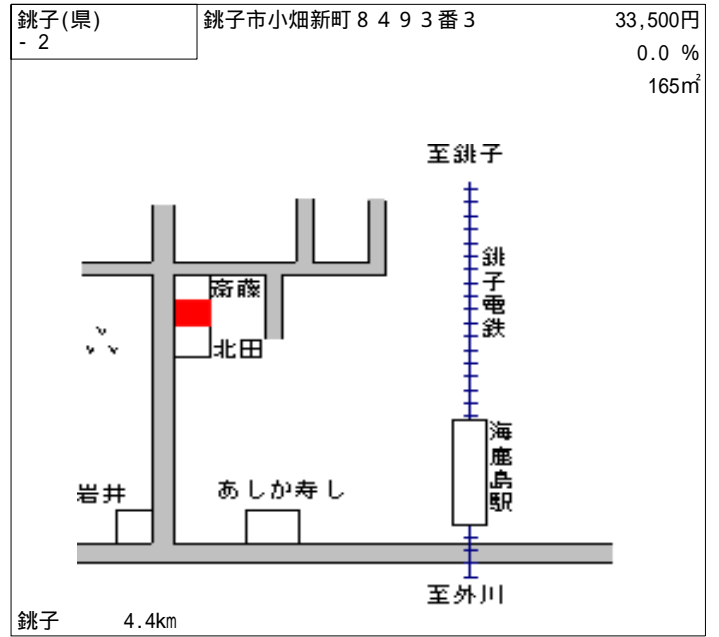 銚子(県)
- 2
銚子市小畑新町８４９３番３
33,500円
0.0 %
165㎡
至銚子
銚子電鉄
斎藤
北田
海鹿島駅
岩井
あしか寿し
至外川
銚子 4.4km